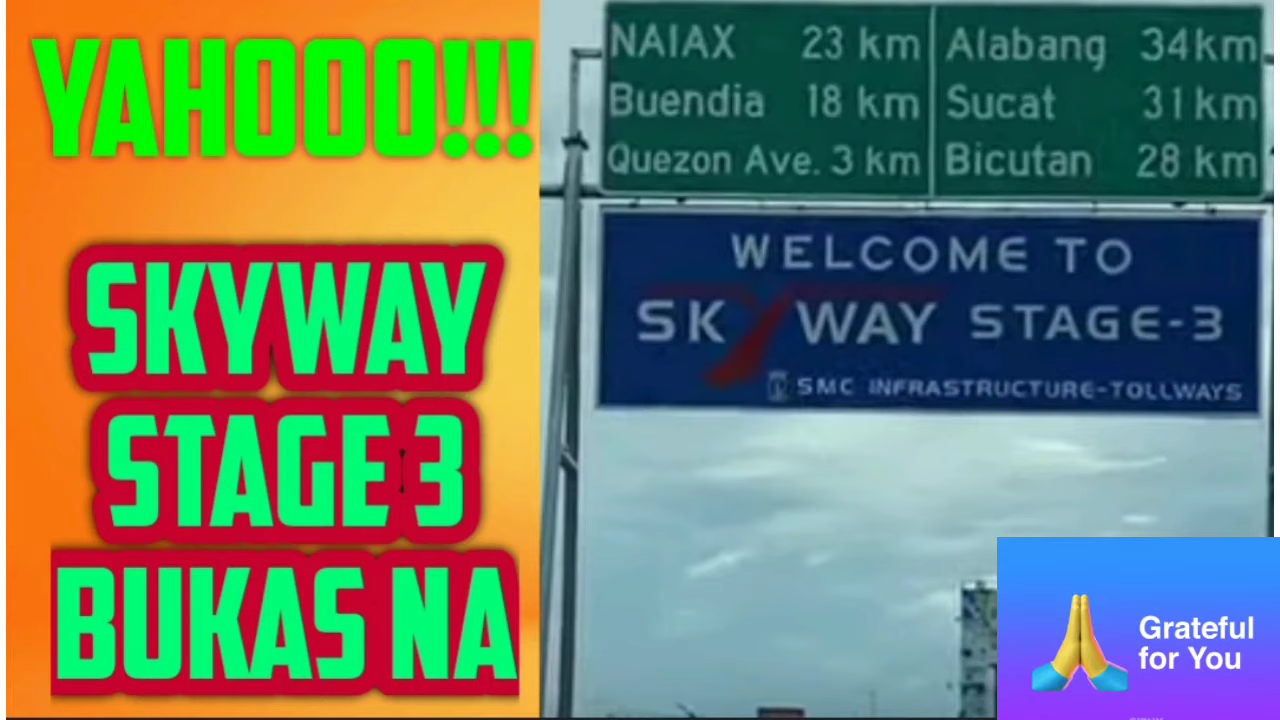 YAHOOO!!!
SKYWAY
STAGE 3
BUKAS NA
NAIAX 23 km
Buendia 18 km
Quezon Ave. 3 km
Alabang 34km
Sucat 31km
Bicutan 28 km
WELCOME TO
SKYWAY STAGE-3
SMC INFRASTRUCTURE-TOLLWAYS
Grateful
for You